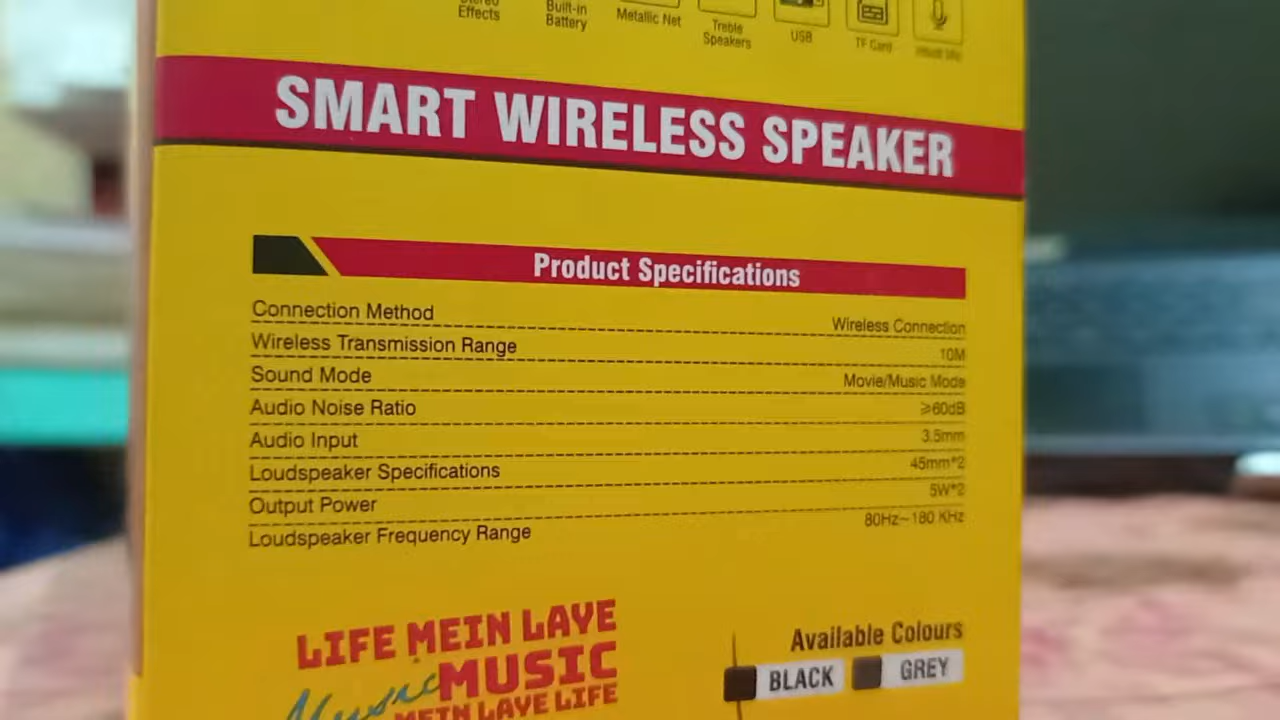 Stereo Effects
Built-in Battery
Metallic Net
Treble Speakers
USB
TF Card
SMART WIRELESS SPEAKER
Product Specifications
Connection Method Wireless Connection
Wireless Transmission Range 10M
Sound Mode Movie/Music Mode
Audio Noise Ratio ≥60dB
Audio Input 3.5mm
Loudspeaker Specifications 45mm*2
Output Power 5W*2
Loudspeaker Frequency Range 80Hz~180 KHz
LIFE MEIN LAYE
Music MUSIC
MEIN LAYE LIFE
Available Colours
BLACK GREY